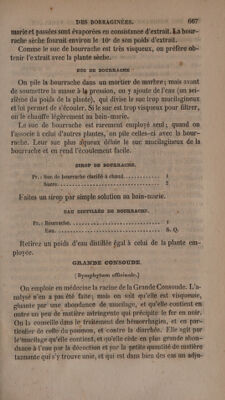 DES BORRAGINÉES. 667
marie et passées sont évaporées en consistance d'extrait. La bour-
rache sèche fournit environ le 10e de son poids d'extrait.
Comme le suc de bourrache est très visqueux, on préfère ob-
tenir l'extrait avec la plante sèche.
SUC DE BOURRACHE
On pile la bourrache dans un mortier de marbre; mais avant
de soumettre la masse à la pression, on y ajoute de l'eau (un sei-
zième du poids de la plante), qui divise le suc trop mucilagineux
et lui permet de s'écouler. Si le suc est trop visqueux pour filtrer,
on le chauffe légèrement au bain-marie.
Le suc de bourrache est rarement employé seul; quand on
l'associe à celui d'autres plantes, on pile celles-ci avec la bour-
rache. Leur suc plus aqueux délaie le suc mucilagineux de la
bourrache et en rend l'écoulement facile.
SIROP DE BOURRACHE.
Pr.: Suc de bourrache clarifié à chaud. 1
Sucre. 2
Faites un sirop par simple solution au bain-marie.
EAU DISTILLÉE DE BOURRACHE.
Pr.: Bourrache. 1
Eau. S. Q.
Retirez un poids d'eau distillée égal à celui de la plante em-
ployée.
GRANDE CONSOUDE.
(Symphytum officinale.)
On emploie en médecine la racine de la Grande Consoude. L'a-
nalyse n'en a pas été faite; mais on sait qu'elle est visqueuse,
gluante par une abondance de mucilage, et qu'elle contient en
outre un peu de matière astringente qui précipite le fer en noir.
On la conseille dans le traitement des hémorrhagies, et en par-
ticulier de celle du poumon, et contre la diarrhée. Elle agit par
le mucilage qu'elle contient, et qu'elle cède en plus grande abon-
dance à l'eau par la décoction et par la petite quantité de matière
tannante qui s'y trouve unie, et qui est dans bien des cas un adju-